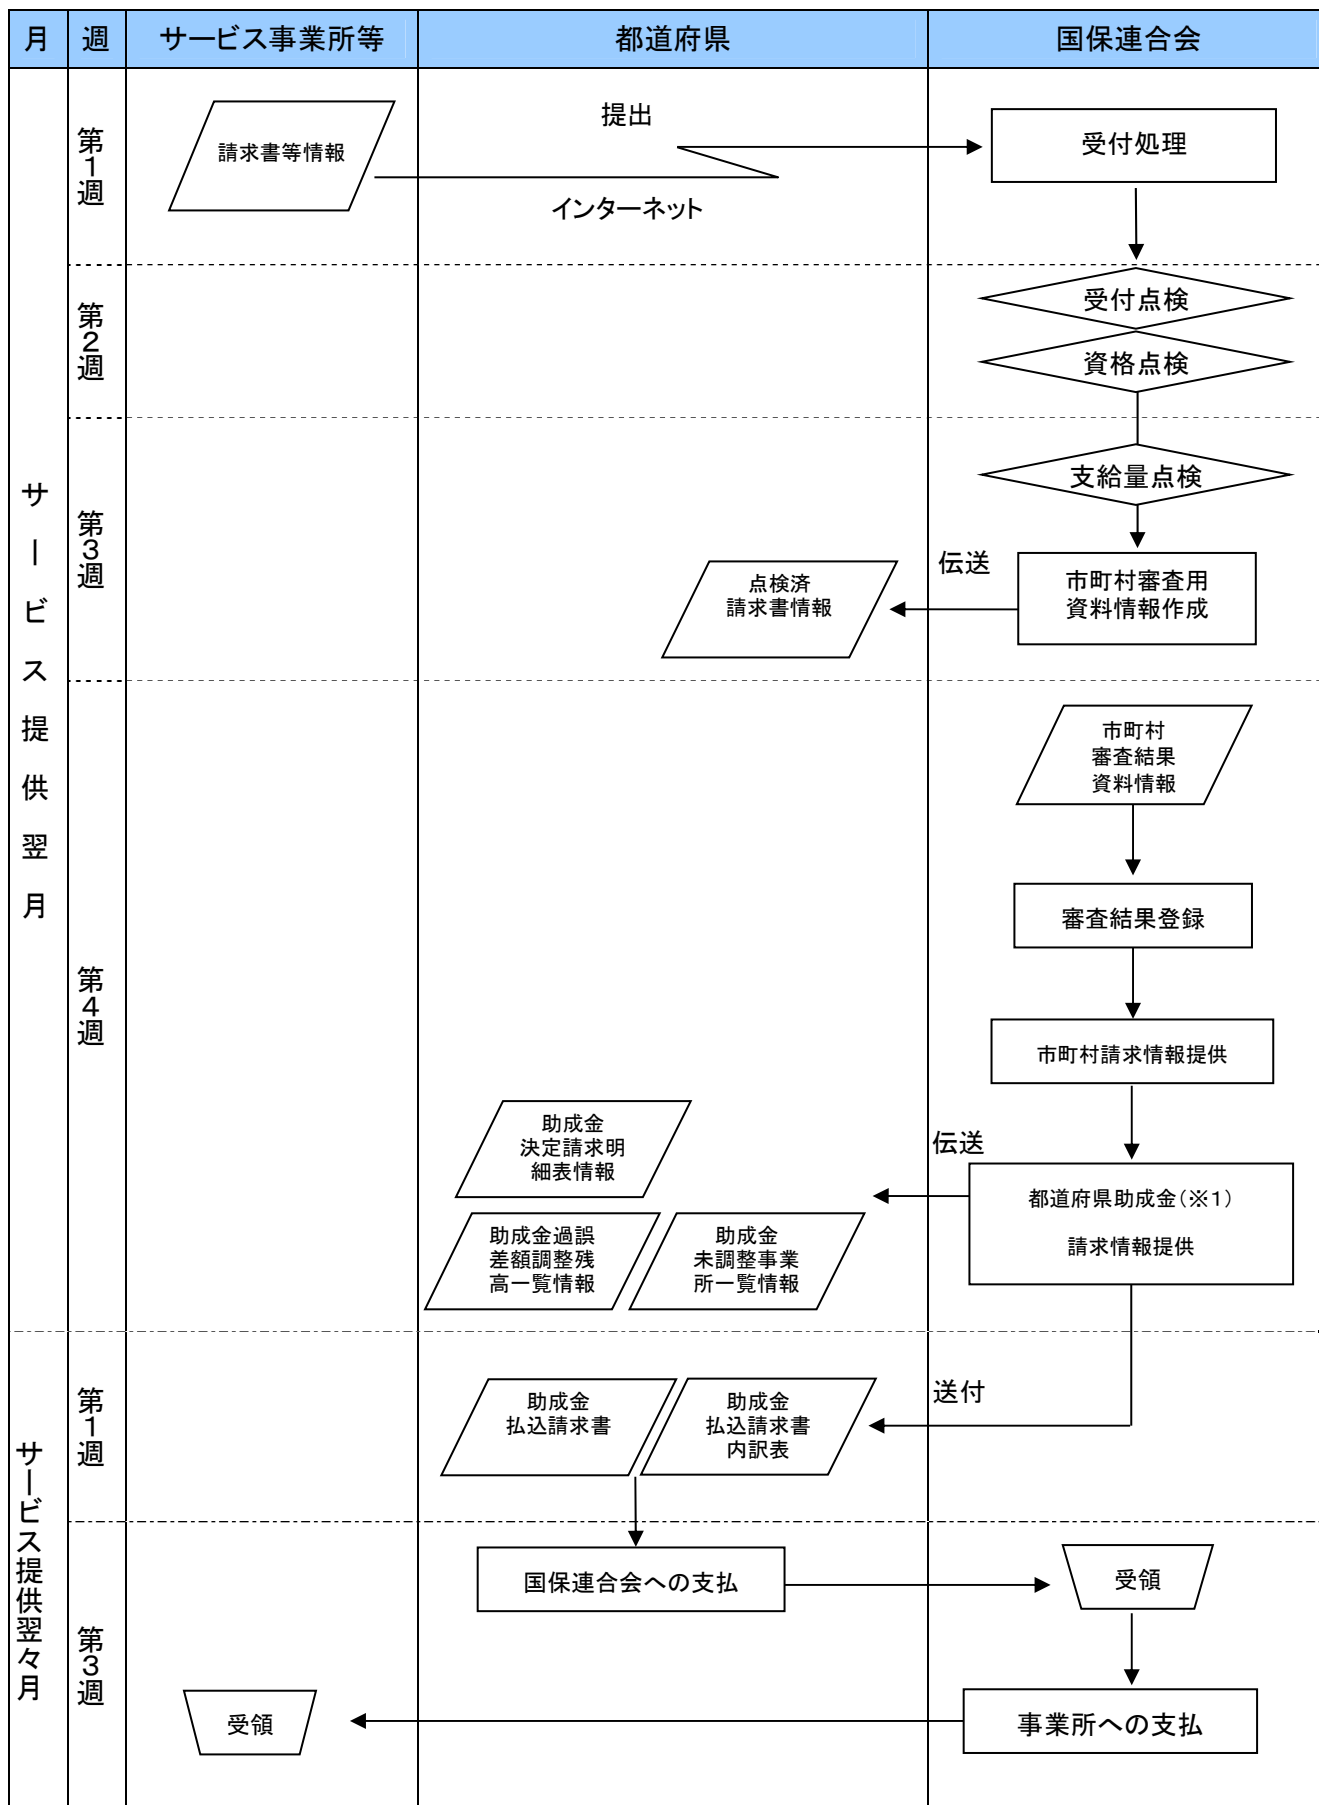 月 週 サービス事業所等 都道府県 国保連合会
サービス提供翌月
第1週
請求書等情報
提出
インターネット
受付処理
第2週
受付点検
資格点検
第3週
支給量点検
伝送
市町村審査用
資料情報作成
点検済
請求書情報
第4週
市町村
審査結果
資料情報
審査結果登録
市町村請求情報提供
伝送
都道府県助成金(※1)
請求情報提供
助成金
決定請求明
細表情報
助成金過誤
差額調整残
高一覧情報
助成金
未調整事業
所一覧情報
サービス提供翌々月
第1週
送付
助成金
払込請求書
助成金
払込請求書
内訳表
第3週
国保連合会への支払
受領
事業所への支払
受領